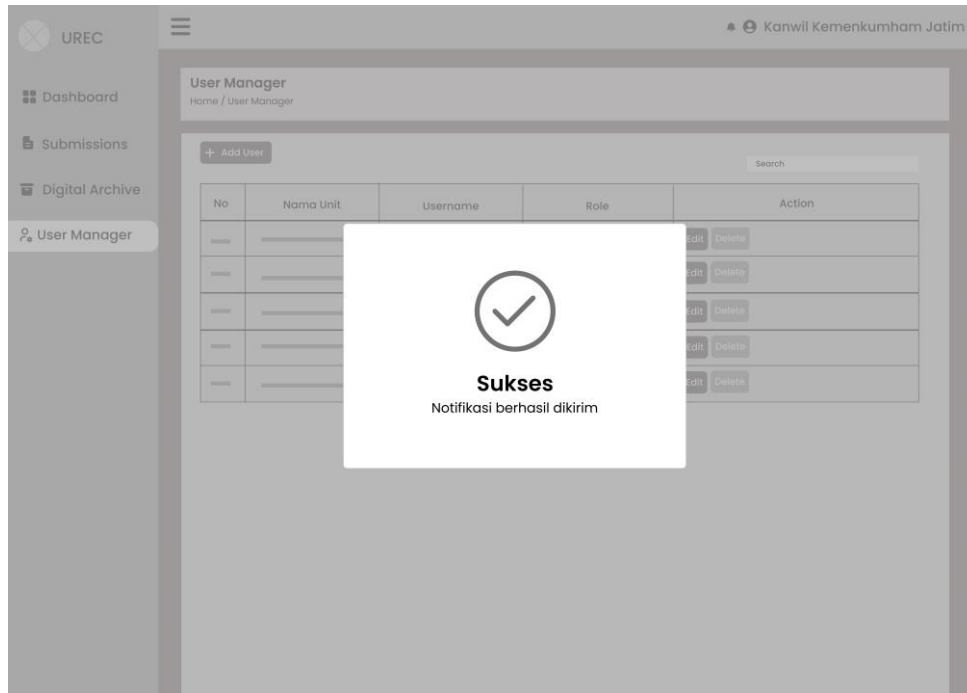 UREC
Kanwil Kemenkumham Jatim
Dashboard
Submissions
Digital Archive
User Manager
User Manager
Home / User Manager
+ Add User
Search
No Nama Unit Username Role Action
Edit Delete
Edit Delete
Edit Delete
Edit Delete
Edit Delete
Sukses
Notifikasi berhasil dikirim